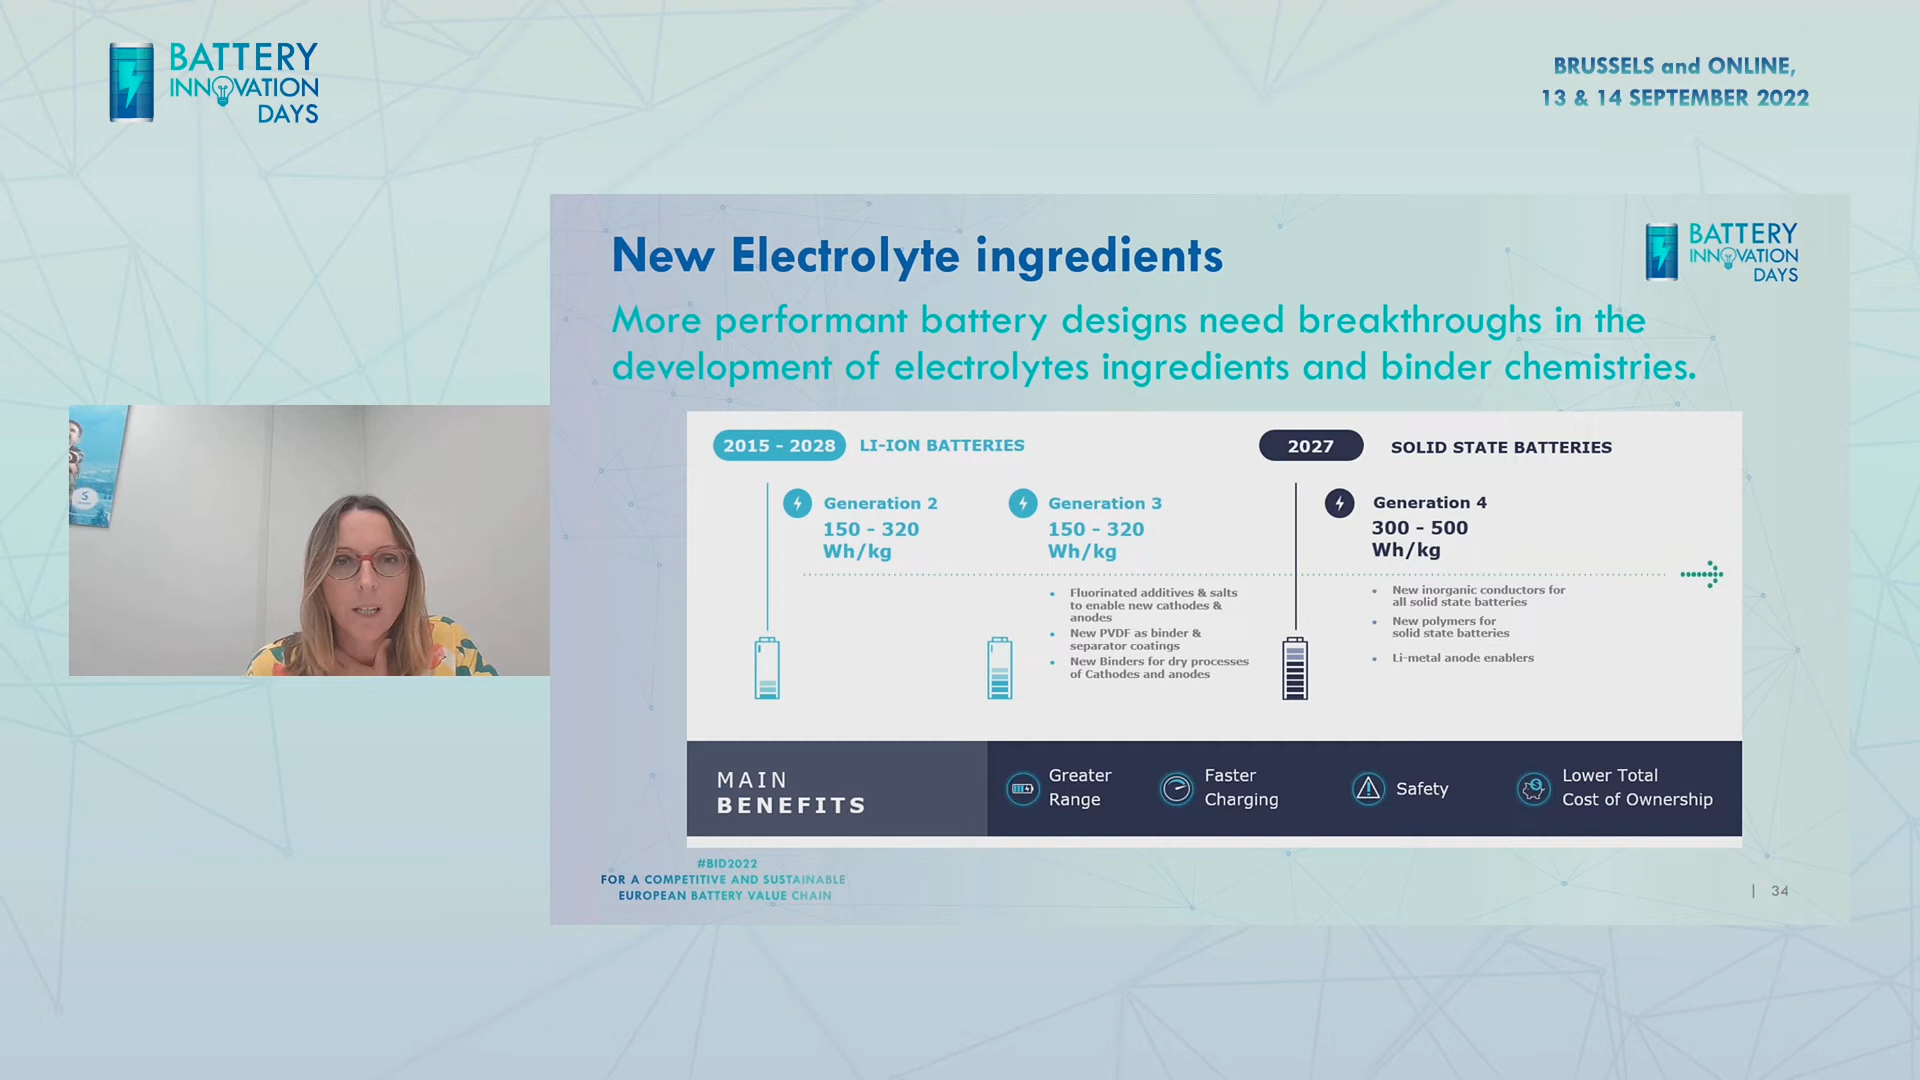 BATTERY
INNOVATION
DAYS
BRUSSELS and ONLINE,
13 & 14 SEPTEMBER 2022
New Electrolyte ingredients
BATTERY
INNOVATION
DAYS
More performant battery designs need breakthroughs in the
development of electrolytes ingredients and binder chemistries.
2015 - 2028 LI-ION BATTERIES
2027 SOLID STATE BATTERIES
Generation 2
150 - 320
Wh/kg
Generation 3
150 - 320
Wh/kg
Generation 4
300 - 500
Wh/kg
• Fluorinated additives & salts
to enable new cathodes &
anodes
• New PVDF as binder &
separator coatings
• New Binders for dry processes
of Cathodes and anodes
• New inorganic conductors for
all solid state batteries
• New polymers for
solid state batteries
• Li-metal anode enablers
MAIN
BENEFITS
Greater
Range
Faster
Charging
Safety
Lower Total
Cost of Ownership
#BID2022
FOR A COMPETITIVE AND SUSTAINABLE
EUROPEAN BATTERY VALUE CHAIN
| 34